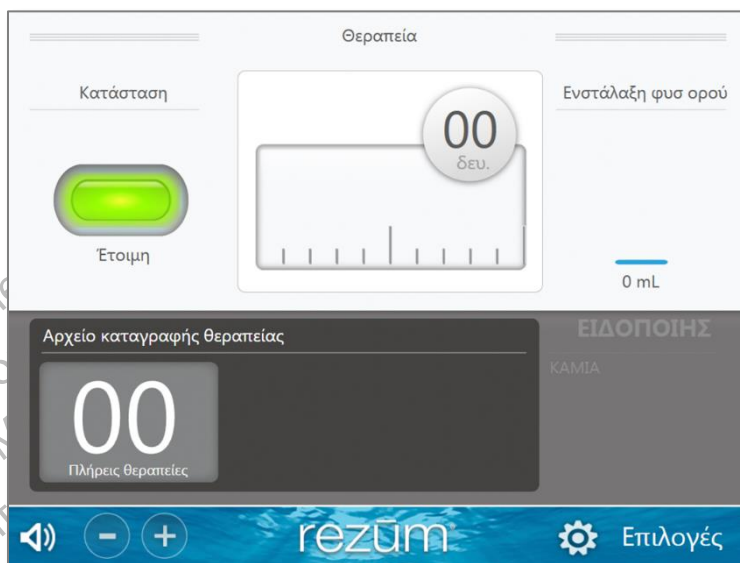 Θεραπεία
Κατάσταση
Έτοιμη
00
δευ.
Ενστάλαξη φυσ ορού
0 mL
Αρχείο καταγραφής θεραπείας
00
Πλήρεις θεραπείες
ΕΙΔΟΠΟΙΗΣ
ΚΑΜΙΑ
rezūm
Επιλογές